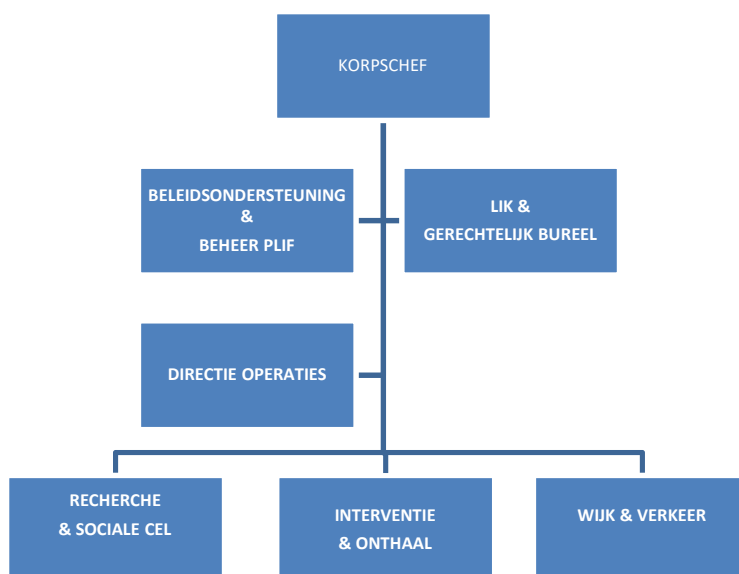 KORPSCHEF
BELEIDSONDERSTEUNING
&
BEHEER PLIF
LIK &
GERECHTELIJK BUREEL
DIRECTIE OPERATIES
RECHERCHE
& SOCIALE CEL
INTERVENTIE
& ONTHAAL
WIJK & VERKEER